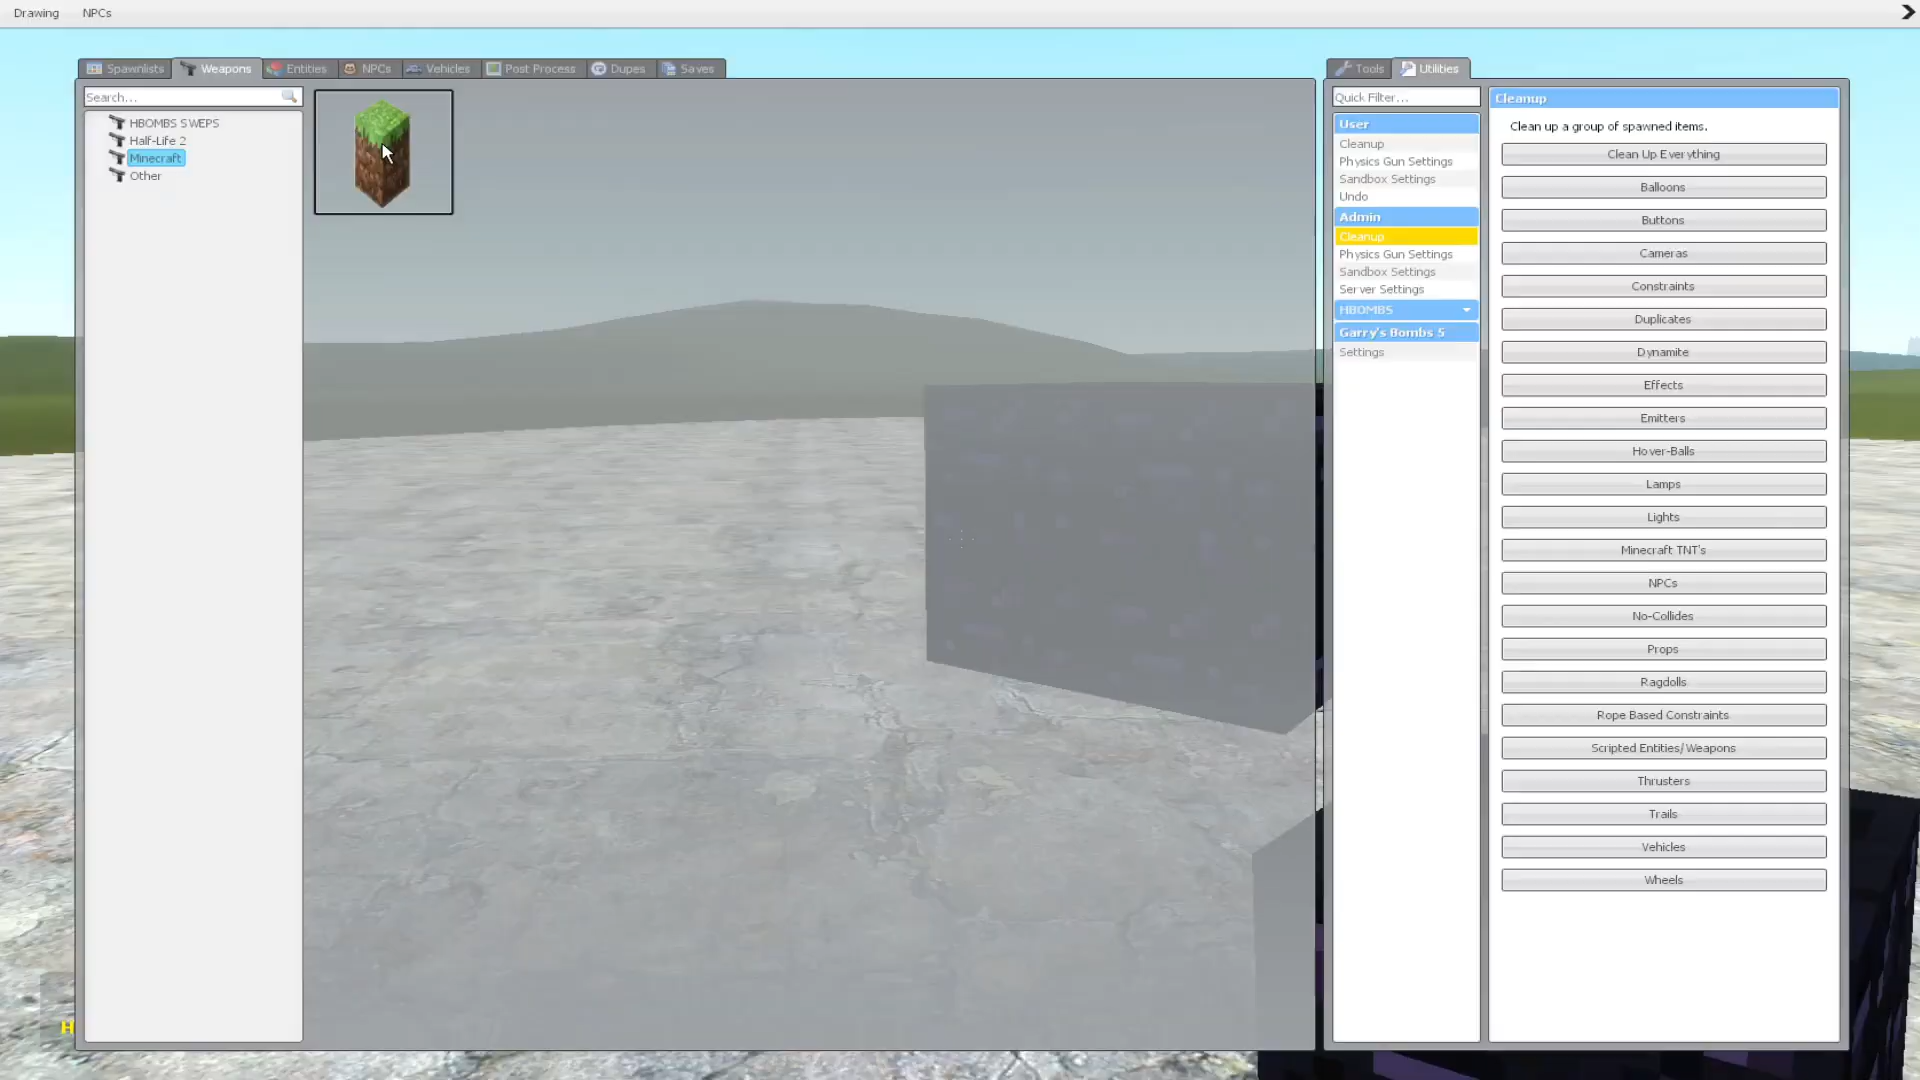 Drawing NPCs
Spawnlists Weapons Entities NPCs Vehicles Post Process Dupes Saves
Search...
HBOMBS SWEPS
Half-Life 2
Minecraft
Other
Tools Utilities
Quick Filter...
User
Cleanup
Physics Gun Settings
Sandbox Settings
Undo
Admin
Cleanup
Physics Gun Settings
Sandbox Settings
Server Settings
HBOMBS
Garry's Bombs 5
Settings
Cleanup
Clean up a group of spawned items.
Clean Up Everything
Balloons
Buttons
Cameras
Constraints
Duplicates
Dynamite
Effects
Emitters
Hover-Balls
Lamps
Lights
Minecraft TNT's
NPCs
No-Collides
Props
Ragdolls
Rope Based Constraints
Scripted Entities/Weapons
Thrusters
Trails
Vehicles
Wheels
H